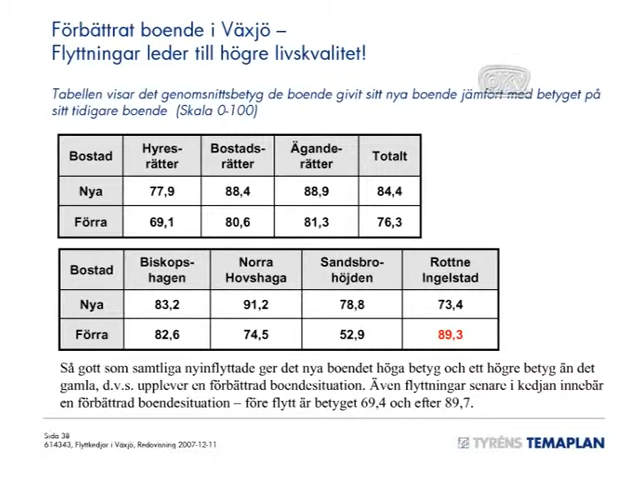 Förbättrat boende i Växjö –
Flyttningar leder till högre livskvalitet!
Tabellen visar det genomsnittsbetyg de boende givit sitt nya boende jämfört med betyget på
sitt tidigare boende (Skala 0-100)
Bostad Hyres- Bostads- Ägande- Totalt
rätter rätter rätter
Nya 77,9 88,4 88,9 84,4
Förra 69,1 80,6 81,3 76,3
Bostad Biskops- Norra Sandsbro- Rottne
hagen Hovshaga höjden Ingelstad
Nya 83,2 91,2 78,8 73,4
Förra 82,6 74,5 52,9 89,3
Så gott som samtliga nyinflyttade ger det nya boendet höga betyg och ett högre betyg än det
gamla, d.v.s. upplever en förbättrad boendesituation. Även flyttningar senare i kedjan innebär
en förbättrad boendesituation – före flytt är betyget 69,4 och efter 89,7.
Sida 38
614343, Flyttkedjor i Växjö, Redovisning 2007-12-11
TYRÉNS TEMAPLAN